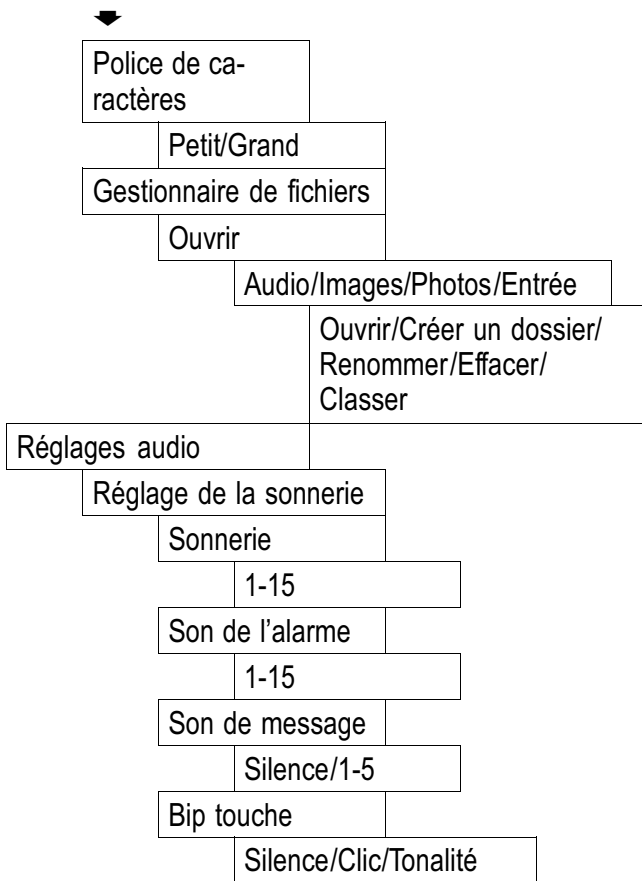 Police de ca-
ractères
Petit/Grand
Gestionnaire de fichiers
Ouvrir
Audio/Images/Photos/Entrée
Ouvrir/Créer un dossier/
Renommer/Effacer/
Classer
Réglages audio
Réglage de la sonnerie
Sonnerie
1-15
Son de l’alarme
1-15
Son de message
Silence/1-5
Bip touche
Silence/Clic/Tonalité